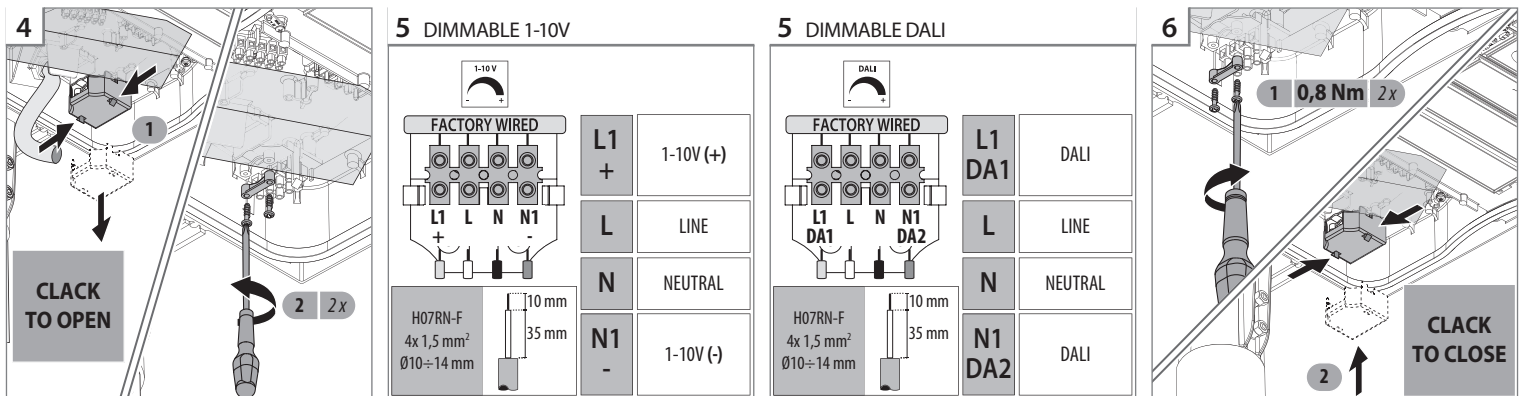 4
1
CLACK
TO OPEN
2 2x
5 DIMMABLE 1-10V
1-10 V
- +
FACTORY WIRED
L1 L N N1
+ -
H07RN-F
4x 1,5 mm²
Ø10÷14 mm
10 mm
35 mm
L1
+
1-10V (+)
L
LINE
N
NEUTRAL
N1
-
1-10V (-)
5 DIMMABLE DALI
DALI
- +
FACTORY WIRED
L1 L N N1
DA1 DA2
H07RN-F
4x 1,5 mm²
Ø10÷14 mm
10 mm
35 mm
L1
DA1
DALI
L
LINE
N
NEUTRAL
N1
DA2
DALI
6
1 0,8 Nm 2x
2
CLACK
TO CLOSE